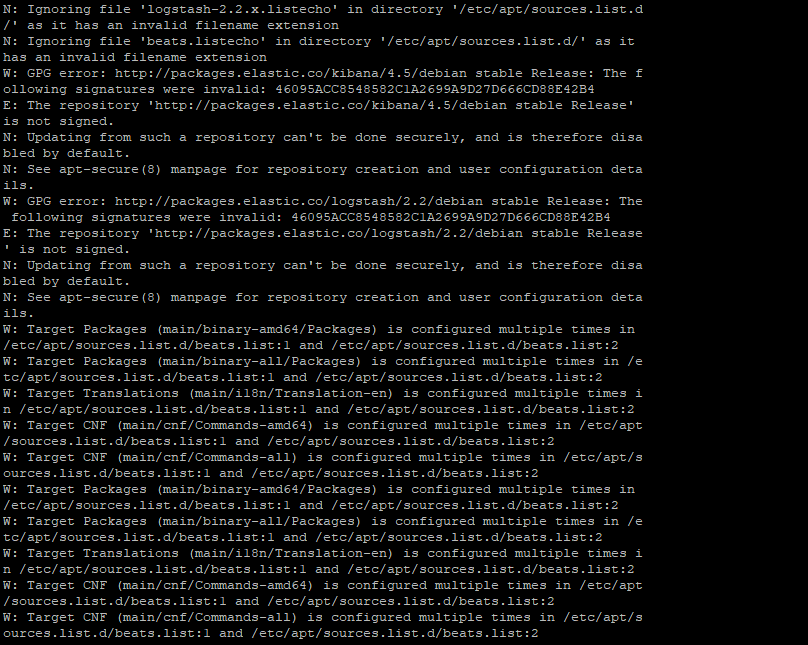 N: Ignoring file 'logstash-2.2.x.listecho' in directory '/etc/apt/sources.list.d
/' as it has an invalid filename extension
N: Ignoring file 'beats.listecho' in directory '/etc/apt/sources.list.d/' as it
has an invalid filename extension
W: GPG error: http://packages.elastic.co/kibana/4.5/debian stable Release: The f
ollowing signatures were invalid: 46095ACC8548582C1A2699A9D27D666CD88E42B4
E: The repository 'http://packages.elastic.co/kibana/4.5/debian stable Release'
is not signed.
N: Updating from such a repository can't be done securely, and is therefore disa
bled by default.
N: See apt-secure(8) manpage for repository creation and user configuration deta
ils.
W: GPG error: http://packages.elastic.co/logstash/2.2/debian stable Release: The
 following signatures were invalid: 46095ACC8548582C1A2699A9D27D666CD88E42B4
E: The repository 'http://packages.elastic.co/logstash/2.2/debian stable Release
' is not signed.
N: Updating from such a repository can't be done securely, and is therefore disa
bled by default.
N: See apt-secure(8) manpage for repository creation and user configuration deta
ils.
W: Target Packages (main/binary-amd64/Packages) is configured multiple times in
/etc/apt/sources.list.d/beats.list:1 and /etc/apt/sources.list.d/beats.list:2
W: Target Packages (main/binary-all/Packages) is configured multiple times in /e
tc/apt/sources.list.d/beats.list:1 and /etc/apt/sources.list.d/beats.list:2
W: Target Translations (main/i18n/Translation-en) is configured multiple times i
n /etc/apt/sources.list.d/beats.list:1 and /etc/apt/sources.list.d/beats.list:2
W: Target CNF (main/cnf/Commands-amd64) is configured multiple times in /etc/apt
/sources.list.d/beats.list:1 and /etc/apt/sources.list.d/beats.list:2
W: Target CNF (main/cnf/Commands-all) is configured multiple times in /etc/apt/s
ources.list.d/beats.list:1 and /etc/apt/sources.list.d/beats.list:2
W: Target Packages (main/binary-amd64/Packages) is configured multiple times in
/etc/apt/sources.list.d/beats.list:1 and /etc/apt/sources.list.d/beats.list:2
W: Target Packages (main/binary-all/Packages) is configured multiple times in /e
tc/apt/sources.list.d/beats.list:1 and /etc/apt/sources.list.d/beats.list:2
W: Target Translations (main/i18n/Translation-en) is configured multiple times i
n /etc/apt/sources.list.d/beats.list:1 and /etc/apt/sources.list.d/beats.list:2
W: Target CNF (main/cnf/Commands-amd64) is configured multiple times in /etc/apt
/sources.list.d/beats.list:1 and /etc/apt/sources.list.d/beats.list:2
W: Target CNF (main/cnf/Commands-all) is configured multiple times in /etc/apt/s
ources.list.d/beats.list:1 and /etc/apt/sources.list.d/beats.list:2